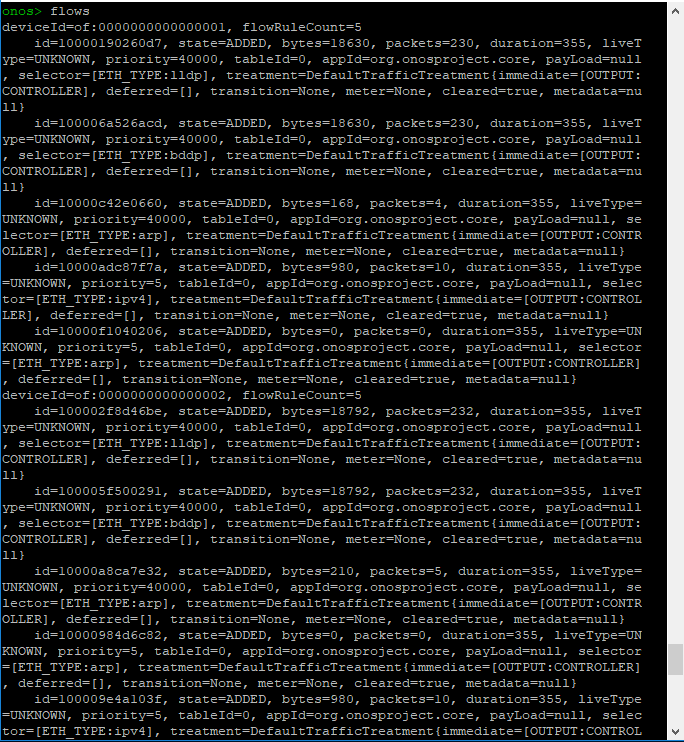 onos> flows
deviceId=of:0000000000000001, flowRuleCount=5
    id=10000190260d7, state=ADDED, bytes=18630, packets=230, duration=355, liveT
ype=UNKNOWN, priority=40000, tableId=0, appId=org.onosproject.core, payLoad=null
, selector=[ETH_TYPE:lldp], treatment=DefaultTrafficTreatment{immediate=[OUTPUT:
CONTROLLER], deferred=[], transition=None, meter=None, cleared=true, metadata=nu
ll}
    id=100006a526acd, state=ADDED, bytes=18630, packets=230, duration=355, liveT
ype=UNKNOWN, priority=40000, tableId=0, appId=org.onosproject.core, payLoad=null
, selector=[ETH_TYPE:bddp], treatment=DefaultTrafficTreatment{immediate=[OUTPUT:
CONTROLLER], deferred=[], transition=None, meter=None, cleared=true, metadata=nu
ll}
    id=10000c42e0660, state=ADDED, bytes=168, packets=4, duration=355, liveType=
UNKNOWN, priority=40000, tableId=0, appId=org.onosproject.core, payLoad=null, se
lector=[ETH_TYPE:arp], treatment=DefaultTrafficTreatment{immediate=[OUTPUT:CONTR
OLLER], deferred=[], transition=None, meter=None, cleared=true, metadata=null}
    id=10000adc87f7a, state=ADDED, bytes=980, packets=10, duration=355, liveType
=UNKNOWN, priority=5, tableId=0, appId=org.onosproject.core, payLoad=null, selec
tor=[ETH_TYPE:ipv4], treatment=DefaultTrafficTreatment{immediate=[OUTPUT:CONTROL
LER], deferred=[], transition=None, meter=None, cleared=true, metadata=null}
    id=10000f1040206, state=ADDED, bytes=0, packets=0, duration=355, liveType=UN
KNOWN, priority=5, tableId=0, appId=org.onosproject.core, payLoad=null, selector
=[ETH_TYPE:arp], treatment=DefaultTrafficTreatment{immediate=[OUTPUT:CONTROLLER]
, deferred=[], transition=None, meter=None, cleared=true, metadata=null}
deviceId=of:0000000000000002, flowRuleCount=5
    id=100002f8d46be, state=ADDED, bytes=18792, packets=232, duration=355, liveT
ype=UNKNOWN, priority=40000, tableId=0, appId=org.onosproject.core, payLoad=null
, selector=[ETH_TYPE:lldp], treatment=DefaultTrafficTreatment{immediate=[OUTPUT:
CONTROLLER], deferred=[], transition=None, meter=None, cleared=true, metadata=nu
ll}
    id=100005f500291, state=ADDED, bytes=18792, packets=232, duration=355, liveT
ype=UNKNOWN, priority=40000, tableId=0, appId=org.onosproject.core, payLoad=null
, selector=[ETH_TYPE:bddp], treatment=DefaultTrafficTreatment{immediate=[OUTPUT:
CONTROLLER], deferred=[], transition=None, meter=None, cleared=true, metadata=nu
ll}
    id=10000a8ca7e32, state=ADDED, bytes=210, packets=5, duration=355, liveType=
UNKNOWN, priority=40000, tableId=0, appId=org.onosproject.core, payLoad=null, se
lector=[ETH_TYPE:arp], treatment=DefaultTrafficTreatment{immediate=[OUTPUT:CONTR
OLLER], deferred=[], transition=None, meter=None, cleared=true, metadata=null}
    id=10000984d6c82, state=ADDED, bytes=0, packets=0, duration=355, liveType=UN
KNOWN, priority=5, tableId=0, appId=org.onosproject.core, payLoad=null, selector
=[ETH_TYPE:arp], treatment=DefaultTrafficTreatment{immediate=[OUTPUT:CONTROLLER]
, deferred=[], transition=None, meter=None, cleared=true, metadata=null}
    id=100009e4a103f, state=ADDED, bytes=980, packets=10, duration=355, liveType
=UNKNOWN, priority=5, tableId=0, appId=org.onosproject.core, payLoad=null, selec
tor=[ETH_TYPE:ipv4], treatment=DefaultTrafficTreatment{immediate=[OUTPUT:CONTROL